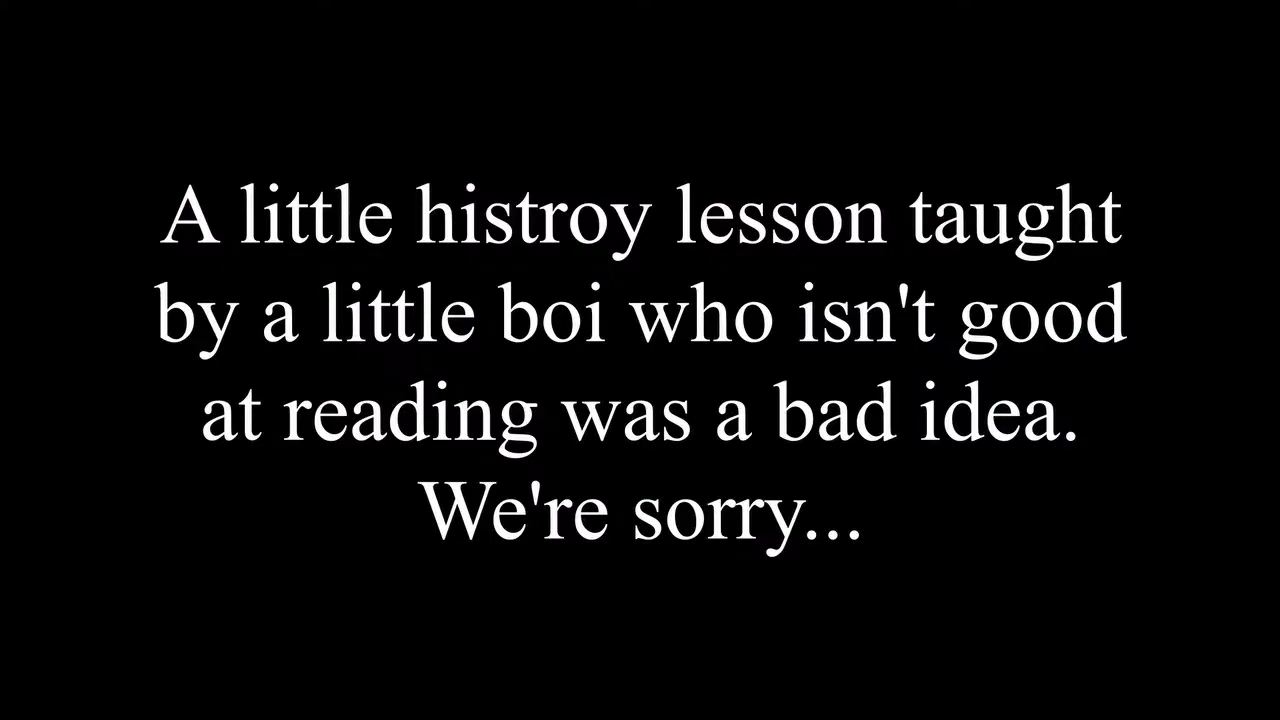 A little histroy lesson taught
by a little boi who isn't good
at reading was a bad idea.
We're sorry...